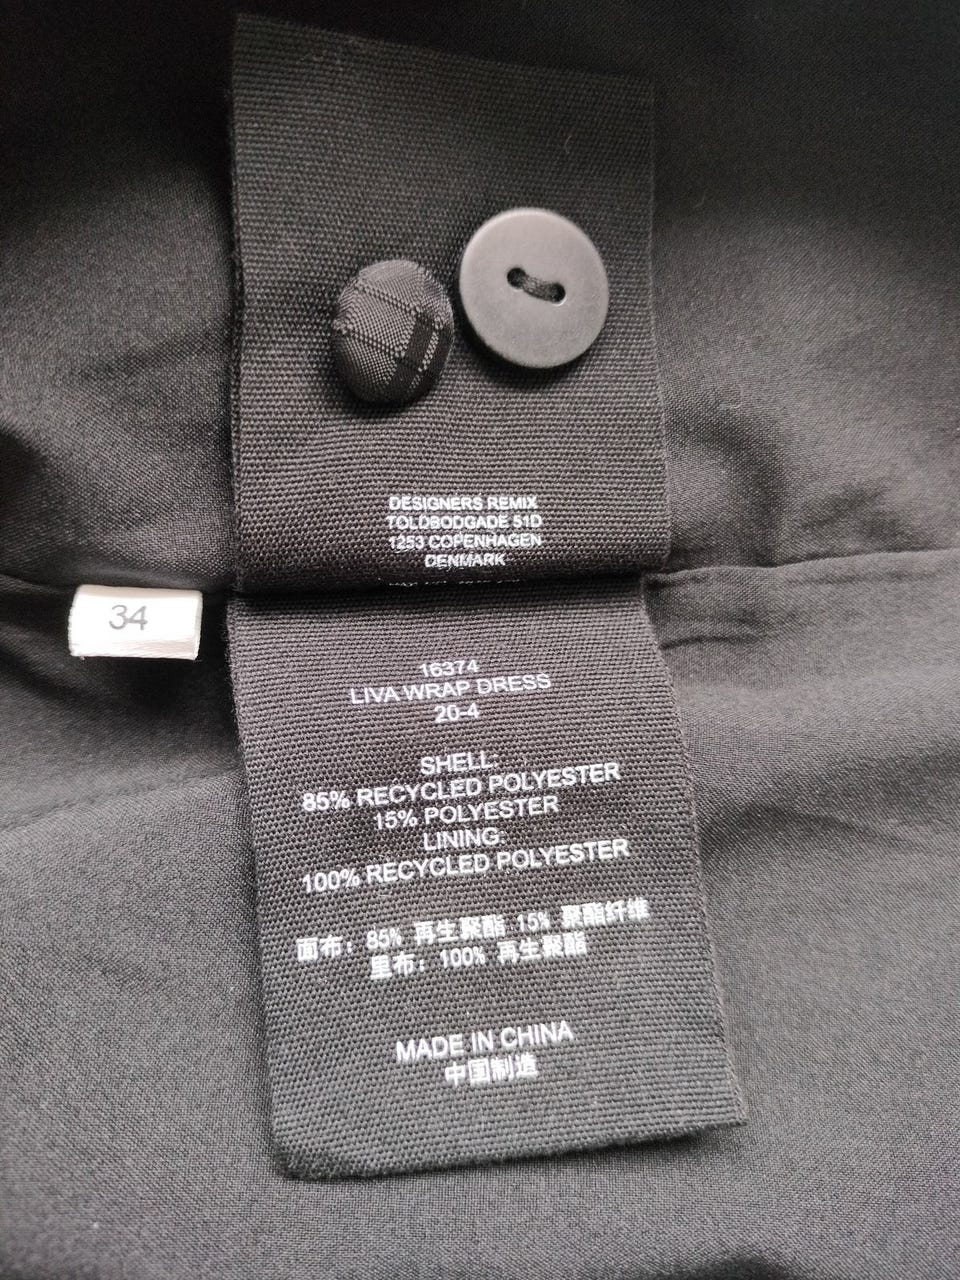 DESIGNERS REMIX
TOLDBODGADE 51D
1253 COPENHAGEN
DENMARK
34
16374
LIVA WRAP DRESS
20-4
SHELL:
85% RECYCLED POLYESTER
15% POLYESTER
LINING:
100% RECYCLED POLYESTER
面布: 85% 再生聚酯 15% 聚酯纤维
里布: 100% 再生聚酯
MADE IN CHINA
中国制造